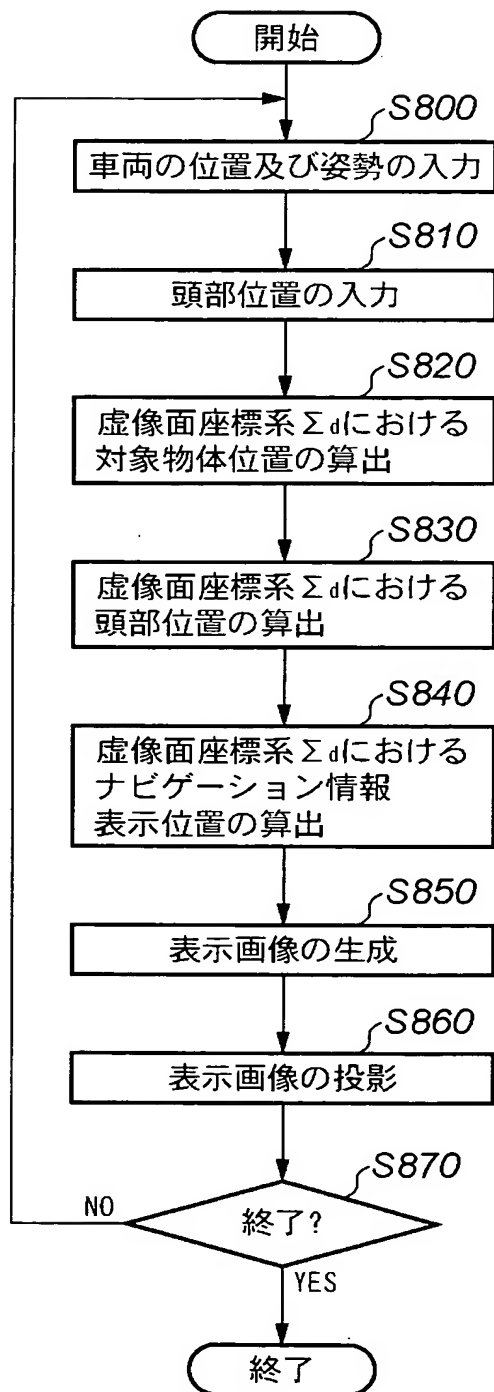 開始
S800
車両の位置及び姿勢の入力
S810
頭部位置の入力
S820
虚像面座標系Σdにおける
対象物体位置の算出
S830
虚像面座標系Σdにおける
頭部位置の算出
S840
虚像面座標系Σdにおける
ナビゲーション情報
表示位置の算出
S850
表示画像の生成
S860
表示画像の投影
S870
NO
終了?
YES
終了